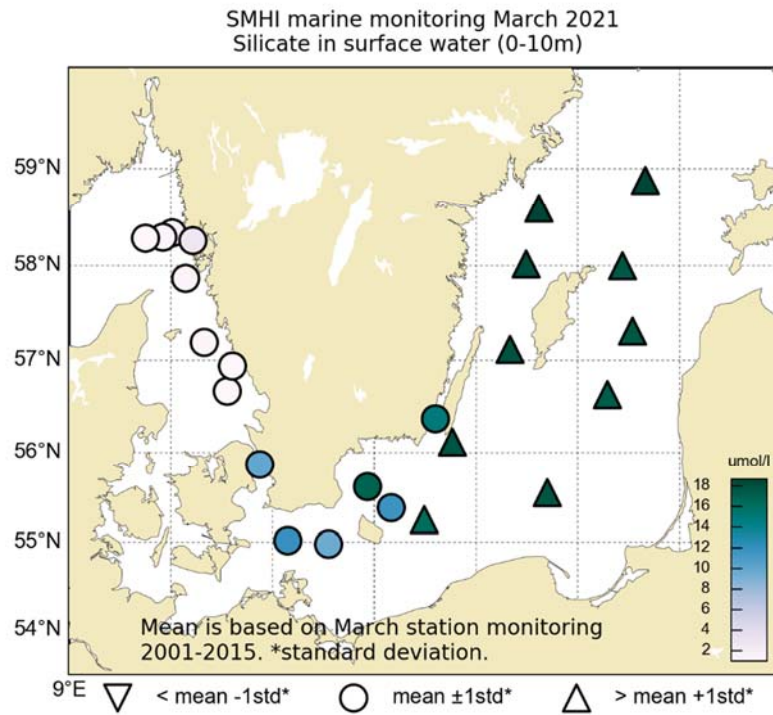 SMHI marine monitoring March 2021
Silicate in surface water (0-10m)
59°N
58°N
57°N
56°N
umol/l
18
16
14
12
10
8
6
4
2
55°N
54°N
Mean is based on March station monitoring
2001-2015. *standard deviation.
9°E
< mean -1std* mean ±1std* > mean +1std*